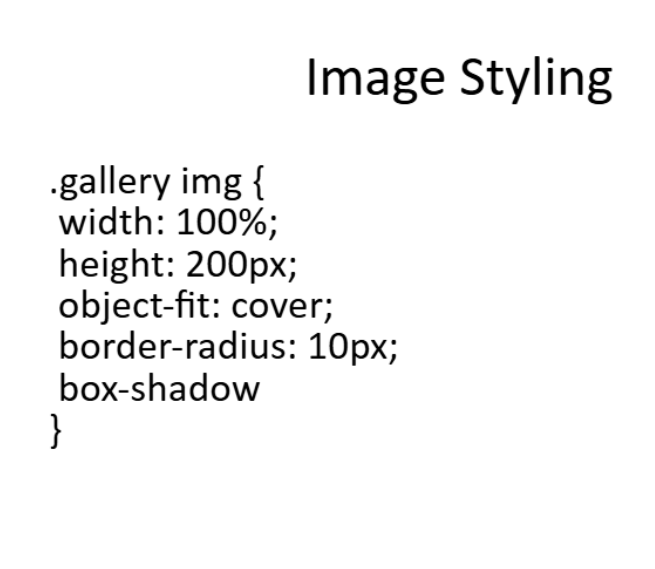 Image Styling
.gallery img {
width: 100%;
height: 200px;
object-fit: cover;
border-radius: 10px;
box-shadow
}